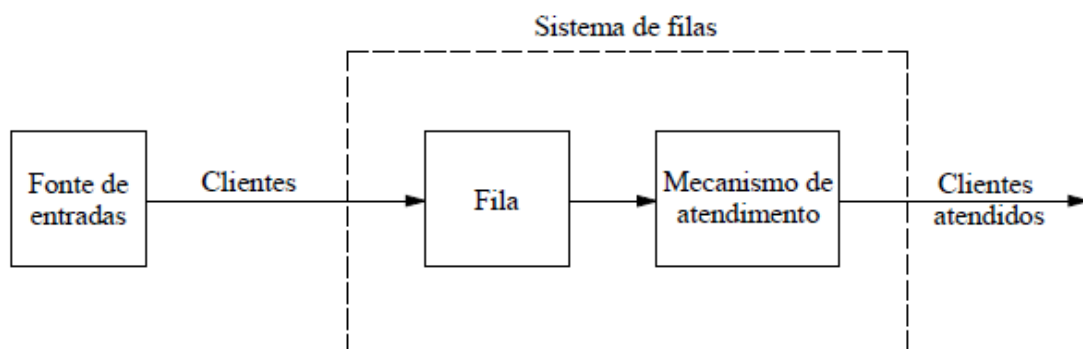 Sistema de filas
Fonte de
entradas
Clientes
Fila
Mecanismo de
atendimento
Clientes
atendidos